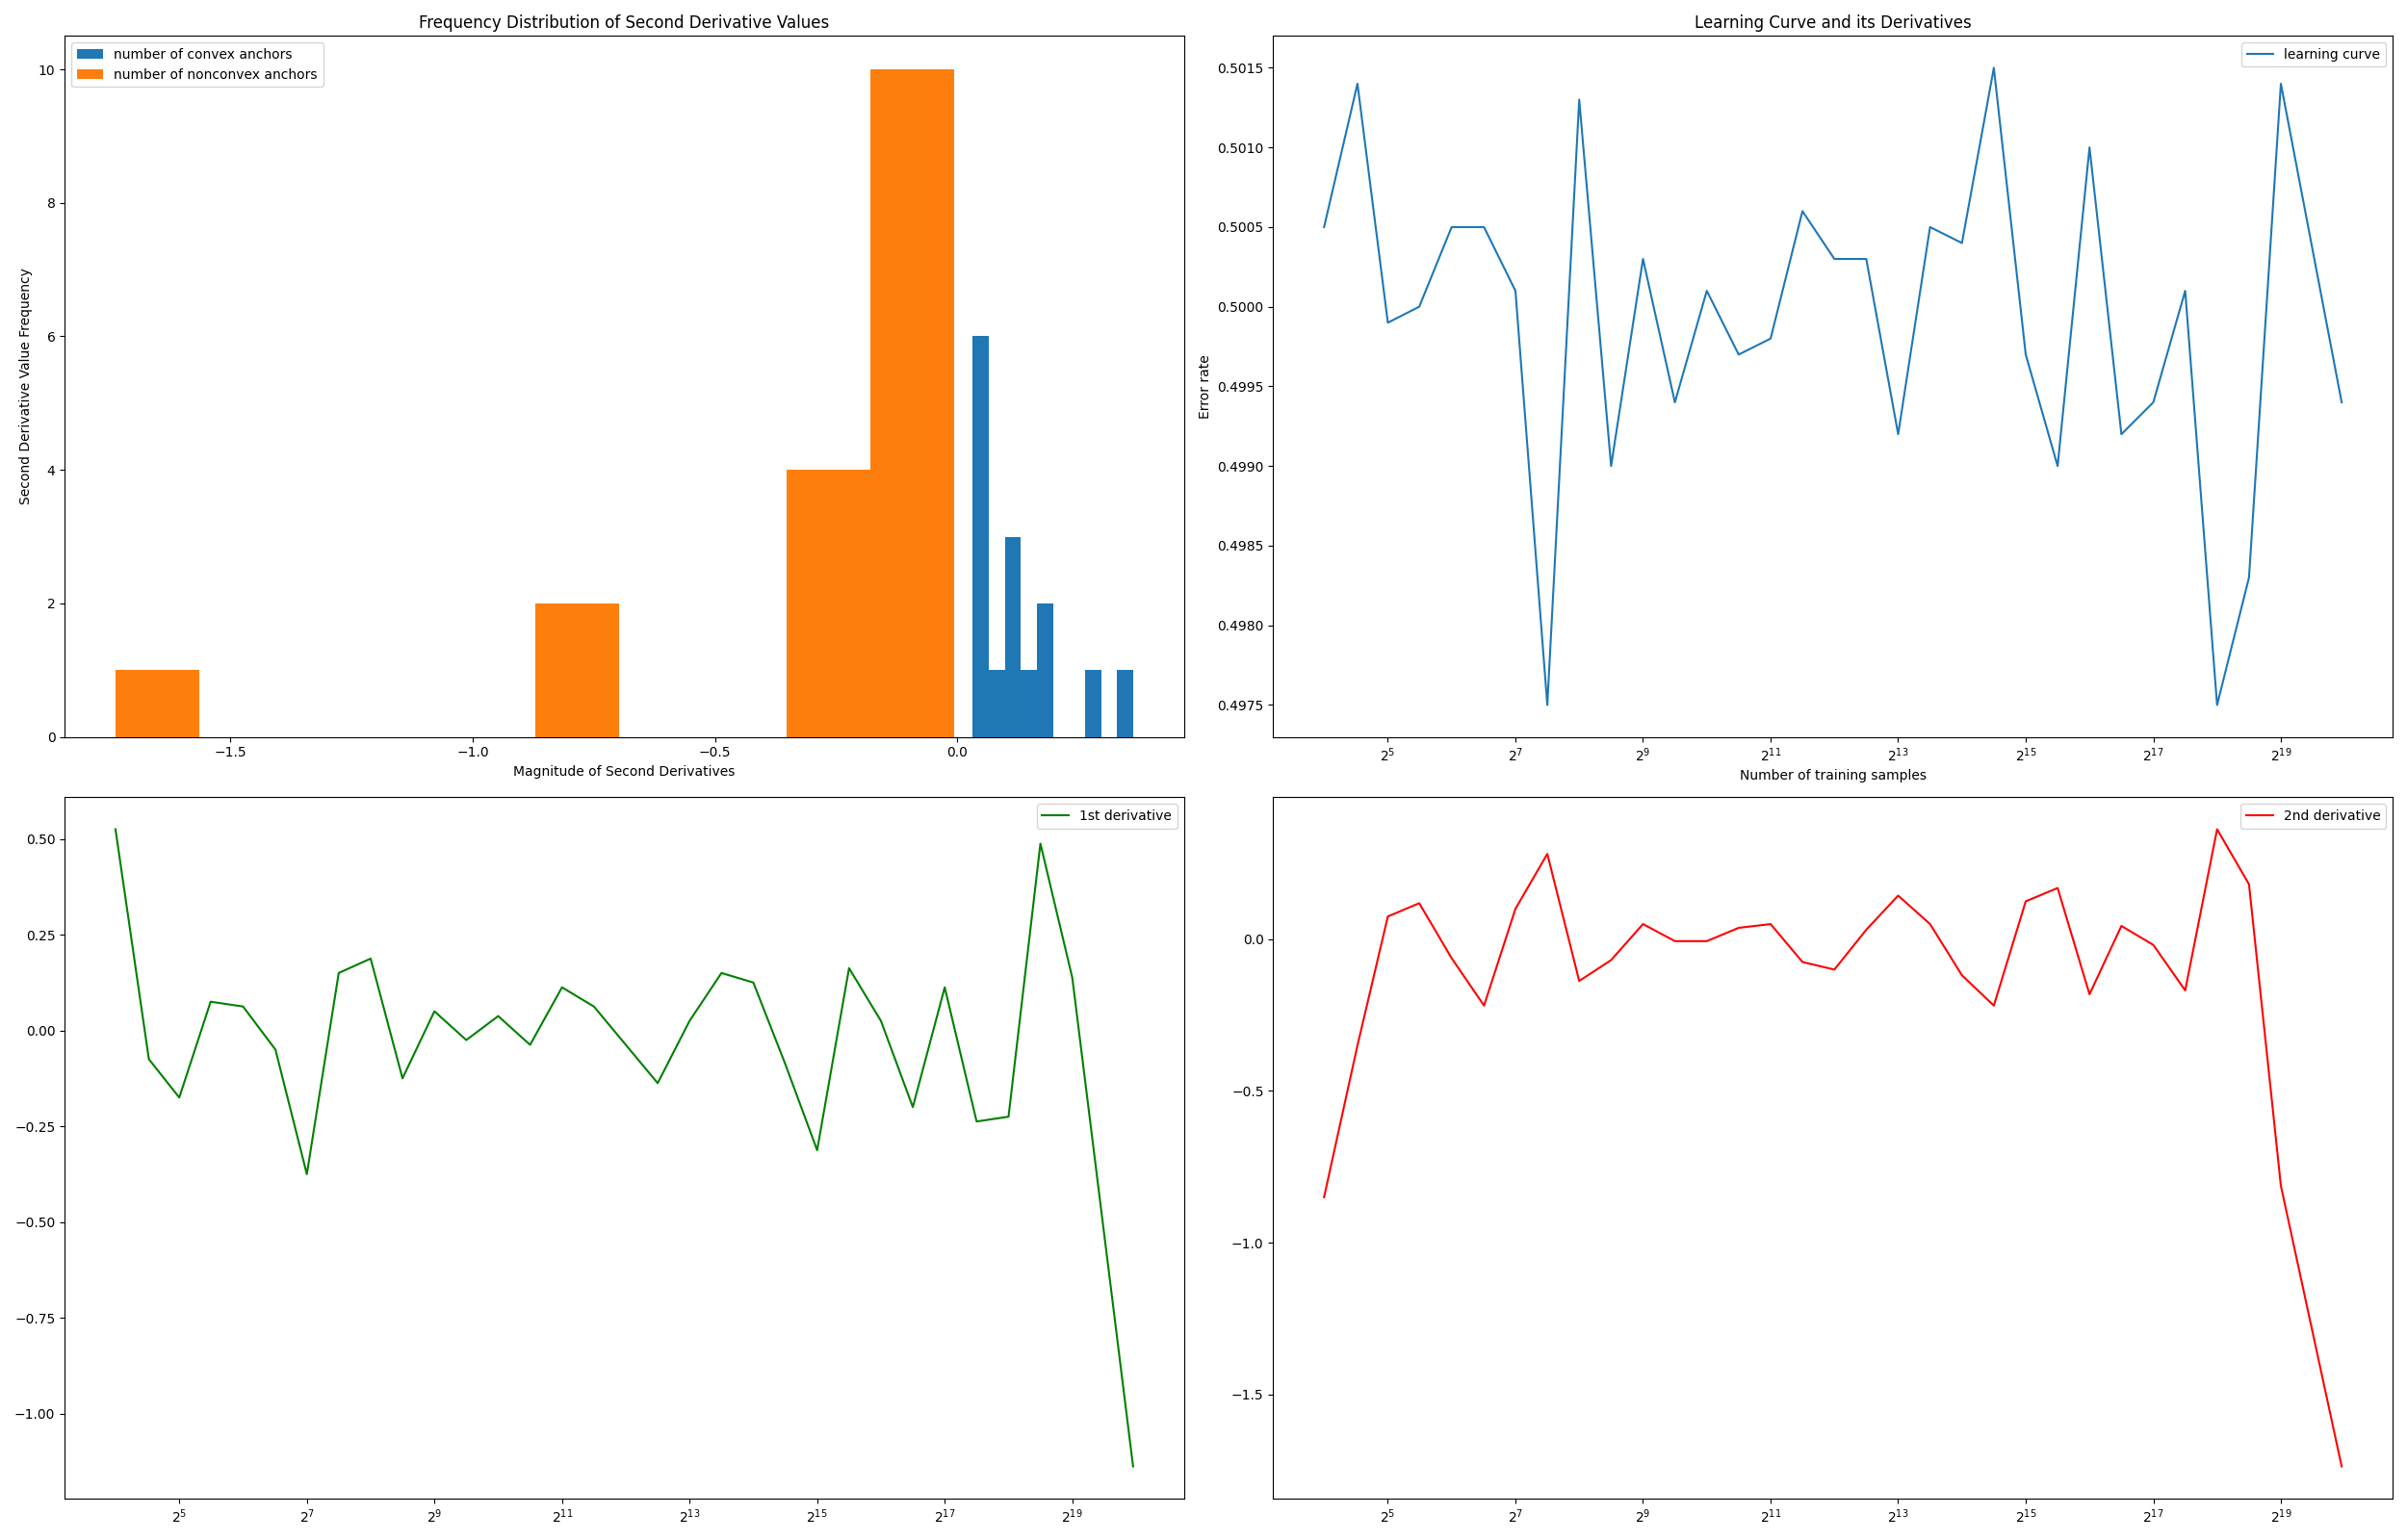 Frequency Distribution of Second Derivative Values
number of convex anchors
number of nonconvex anchors
Second Derivative Value Frequency
10
8
6
4
2
0
−1.5 −1.0 −0.5 0.0
Magnitude of Second Derivatives
Learning Curve and its Derivatives
learning curve
Error rate
0.5015
0.5010
0.5005
0.5000
0.4995
0.4990
0.4985
0.4980
0.4975
2^5 2^7 2^9 2^11 2^13 2^15 2^17 2^19
Number of training samples
1st derivative
0.50
0.25
0.00
−0.25
−0.50
−0.75
−1.00
2^5 2^7 2^9 2^11 2^13 2^15 2^17 2^19
2nd derivative
0.0
−0.5
−1.0
−1.5
2^5 2^7 2^9 2^11 2^13 2^15 2^17 2^19